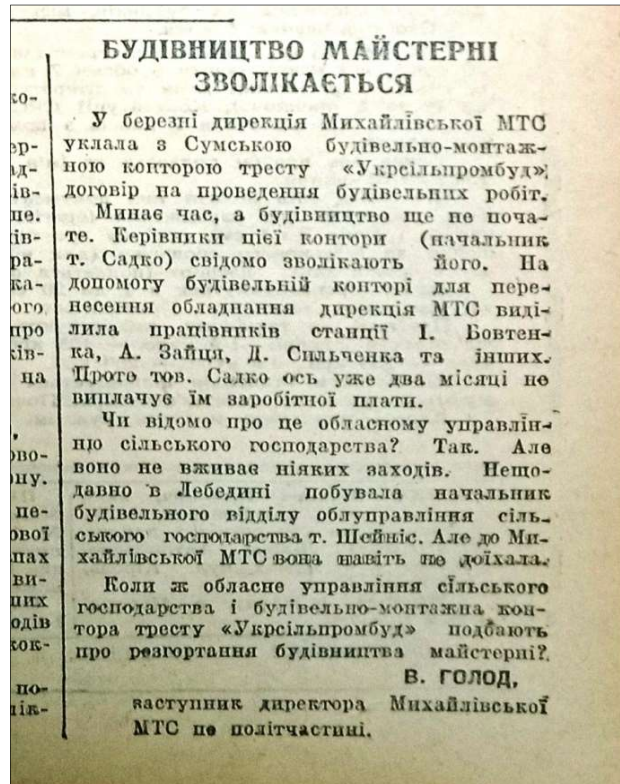 БУДІВНИЦТВО МАЙСТЕРНІ
ЗВОЛІКАЄТЬСЯ
У березні дирекція Михайлівської МТС
уклала з Сумською будівельно-монтаж-
ною конторою тресту «Укрсільпромбуд»
договір на проведення будівельних робіт.
Минає час, а будівництво ще не поча-
те. Керівники цієї контори (начальник
т. Садко) свідомо зволікають його. На
допомогу будівельній конторі для пере-
несення обладнання дирекція МТС виді-
лила працівників станції І. Вовтен-
ка, А. Зайця, Д. Сильченка та інших.
Проте тов. Садко ось уже два місяці не
виплачує їм заробітної плати.
Чи відомо про це обласному управлін-
ню сільського господарства? Так. Але
воно не вживає ніяких заходів. Нещо-
давно в Лебедині побувала начальник
будівельного відділу облуправління сіль-
ського господарства т. Шейніс. Але до Ми-
хайлівської МТС вона навіть не доїхала.
Коли ж обласне управління сільського
господарства і будівельно-монтажна кон-
тора тресту «Укрсільпромбуд» подбають
про розгортання будівництва майстерні?
В. ГОЛОД,
заступник директора Михайлівської
МТС по політчастині.